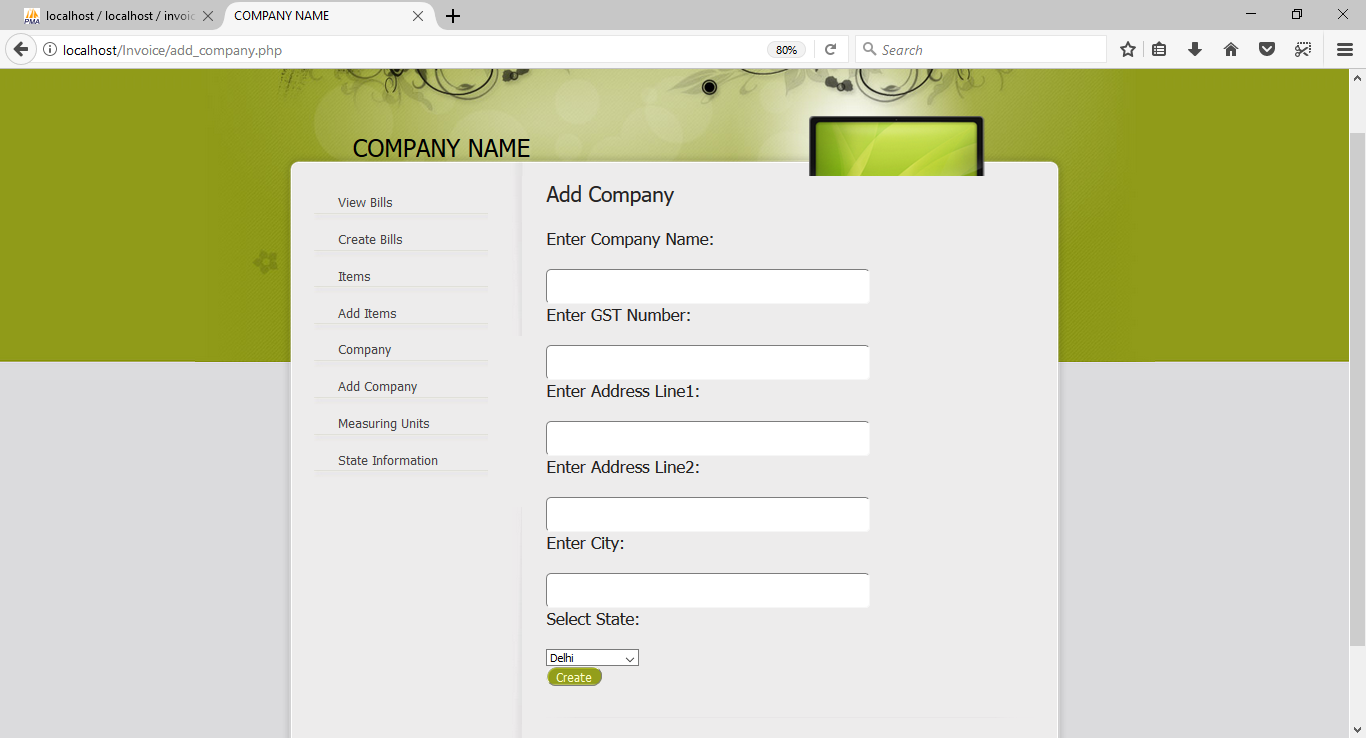 PMA localhost / localhost / invoic
COMPANY NAME
localhost/Invoice/add_company.php
80%
Search
COMPANY NAME
View Bills
Create Bills
Items
Add Items
Company
Add Company
Measuring Units
State Information
Add Company
Enter Company Name:
Enter GST Number:
Enter Address Line1:
Enter Address Line2:
Enter City:
Select State:
Delhi
Create